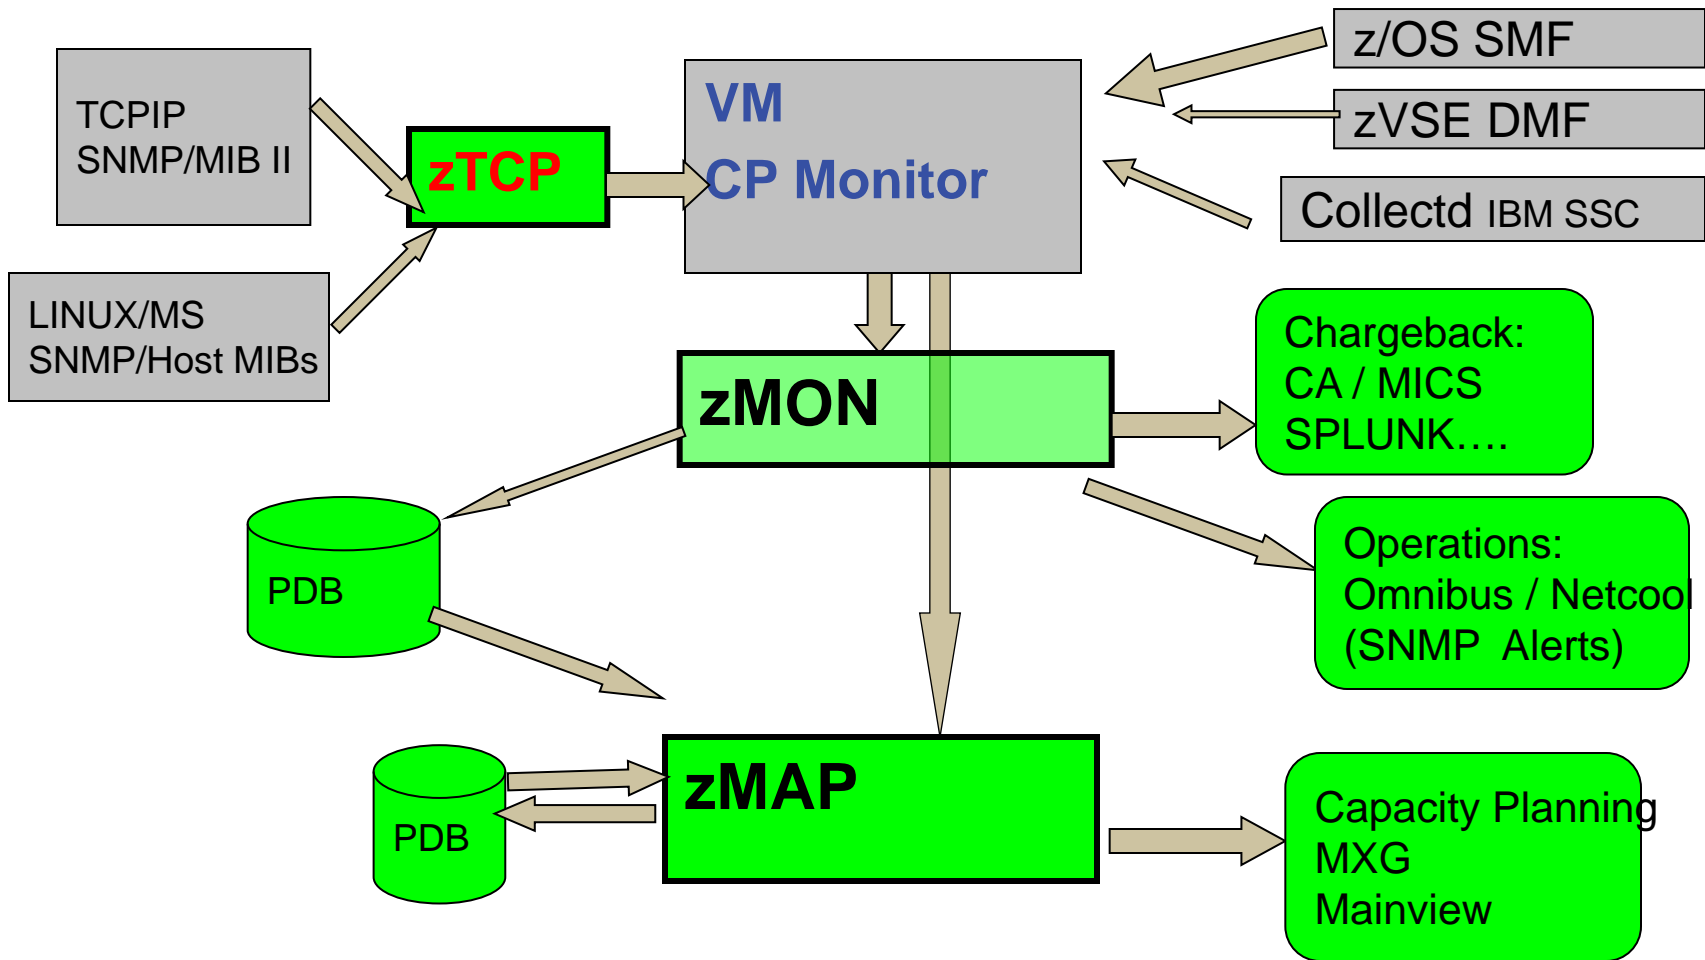 TCPIP
SNMP/MIB II
zTCP
VM
CP Monitor
z/OS SMF
zVSE DMF
Collectd IBM SSC
LINUX/MS
SNMP/Host MIBs
zMON
Chargeback:
CA / MICS
SPLUNK....
PDB
Operations:
Omnibus / Netcool
(SNMP Alerts)
zMAP
PDB
Capacity Planning
MXG
Mainview